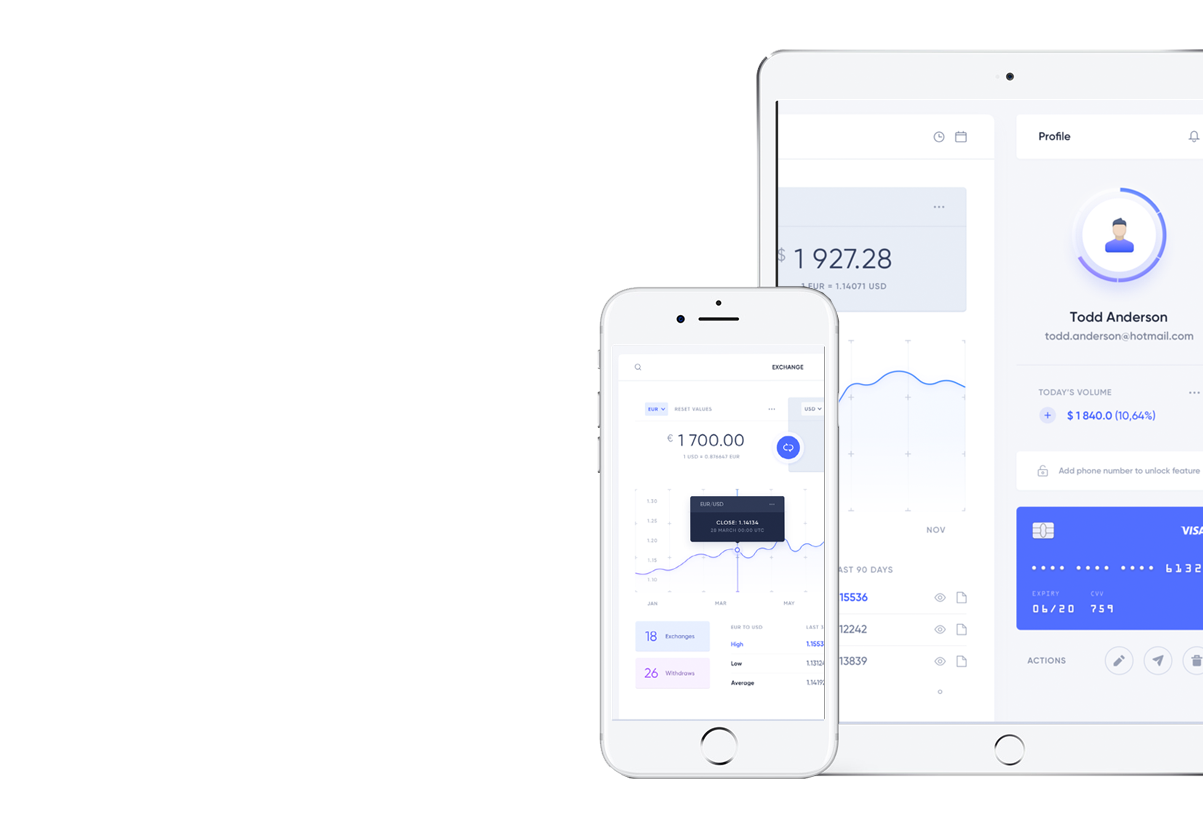 Profile
$ 1 927.28
1 EUR = 1.14071 USD
Todd Anderson
todd.anderson@hotmail.com
TODAY'S VOLUME
+ $ 1 840.0 (10,64%)
Add phone number to unlock feature
NOV
VISA
•••• •••• •••• 6132
EXPIRY CVV
06/20 759
AST 90 DAYS
15536
12242
13839
ACTIONS
EXCHANGE
EUR RESET VALUES USD
€ 1 700.00
1 USD = 0.876647 EUR
1.30
1.25
1.20
1.15
1.10
EUR/USD
CLOSE: 1.14134
28 MARCH 00:00 UTC
JAN MAR MAY
18 Exchanges
26 Withdraws
EUR TO USD LAST 3
High 1.1553
Low 1.1312
Average 1.1419